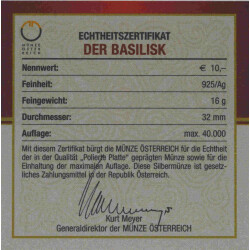 MÜNZE
ÖSTERREICH
ECHTHEITSZERTIFIKAT
DER BASILISK
Nennwert: € 10,–
Feinheit: 925/Ag
Feingewicht: 16 g
Durchmesser: 32 mm
Auflage: max. 40.000
Mit diesem Zertifikat bürgt die MÜNZE ÖSTERREICH für die Echtheit
der in der Qualität „Polierte Platte“ geprägten Münze sowie für die
Einhaltung der maximalen Auflage. Diese Silbermünze ist gesetz-
liches Zahlungsmittel in der Republik Österreich.
Kurt Meyer
Generaldirektor der MÜNZE ÖSTERREICH